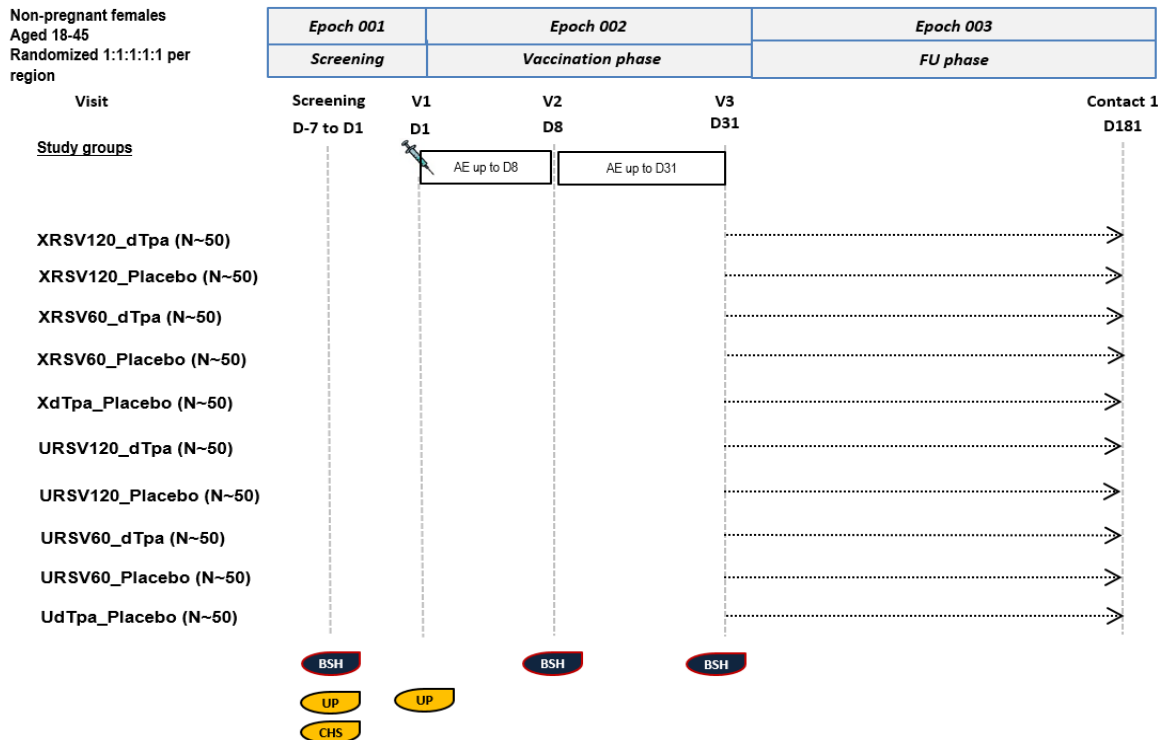 Non-pregnant females
Aged 18-45
Randomized 1:1:1:1:1 per
region
Epoch 001
Epoch 002
Epoch 003
Screening
Vaccination phase
FU phase
Visit
Screening
V1
V2
V3
Contact 1
D-7 to D1
D1
D8
D31
D181
Study groups
AE up to D8
AE up to D31
XRSV120_dTpa (N~50)
XRSV120_Placebo (N~50)
XRSV60_dTpa (N~50)
XRSV60_Placebo (N~50)
XdTpa_Placebo (N~50)
URSV120_dTpa (N~50)
URSV120_Placebo (N~50)
URSV60_dTpa (N~50)
URSV60_Placebo (N~50)
UdTpa_Placebo (N~50)
BSH
BSH
BSH
UP
UP
CHS